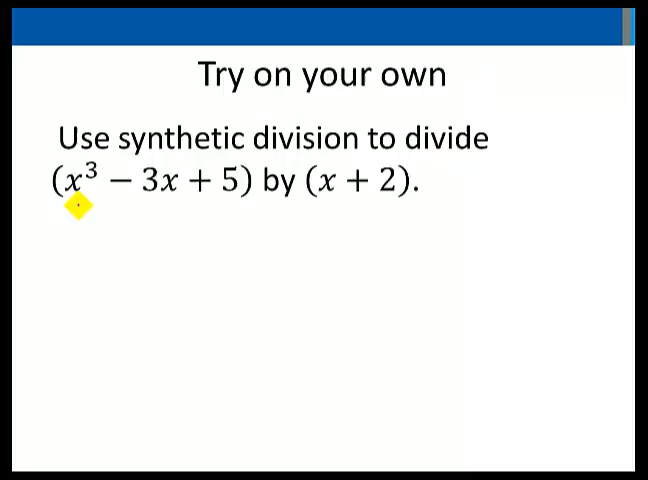 Try on your own
Use synthetic division to divide
(𝑥³ − 3𝑥 + 5) by (𝑥 + 2).